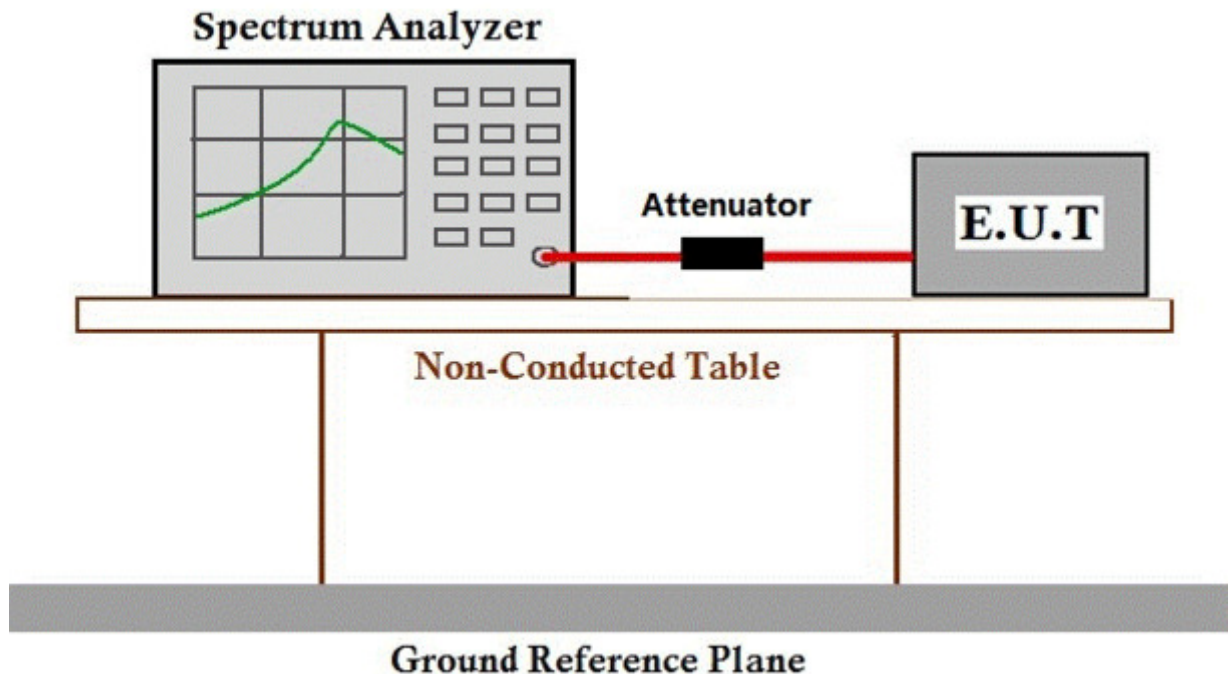 Spectrum Analyzer
Attenuator
E.U.T
Non-Conducted Table
Ground Reference Plane